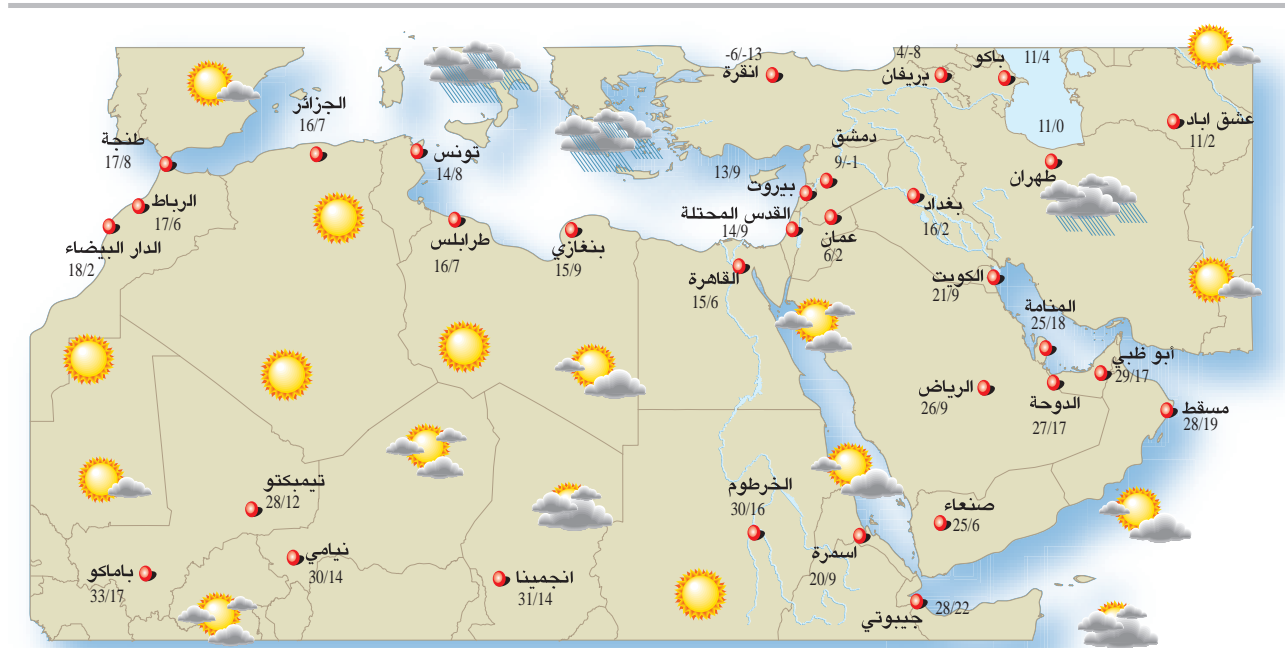 -6/-13
انقرة
4/-8
يريفان
باكو
11/4
عشق اباد
11/2
11/0
طهران
الجزائر
16/7
طنجة
17/8
تونس
14/8
دمشق
9/-1
13/9
بيروت
بغداد
16/2
الرباط
17/6
الدار البيضاء
18/2
طرابلس
16/7
بنغازي
15/9
القدس المحتلة
14/9
عمان
6/2
القاهرة
15/6
الكويت
21/9
المنامة
25/18
أبو ظبي
29/17
الرياض
26/9
الدوحة
27/17
مسقط
28/19
تيمبكتو
28/12
الخرطوم
30/16
صنعاء
25/6
اسمرة
20/9
نيامي
30/14
باماكو
33/17
انجمينا
31/14
28/22
جيبوتي